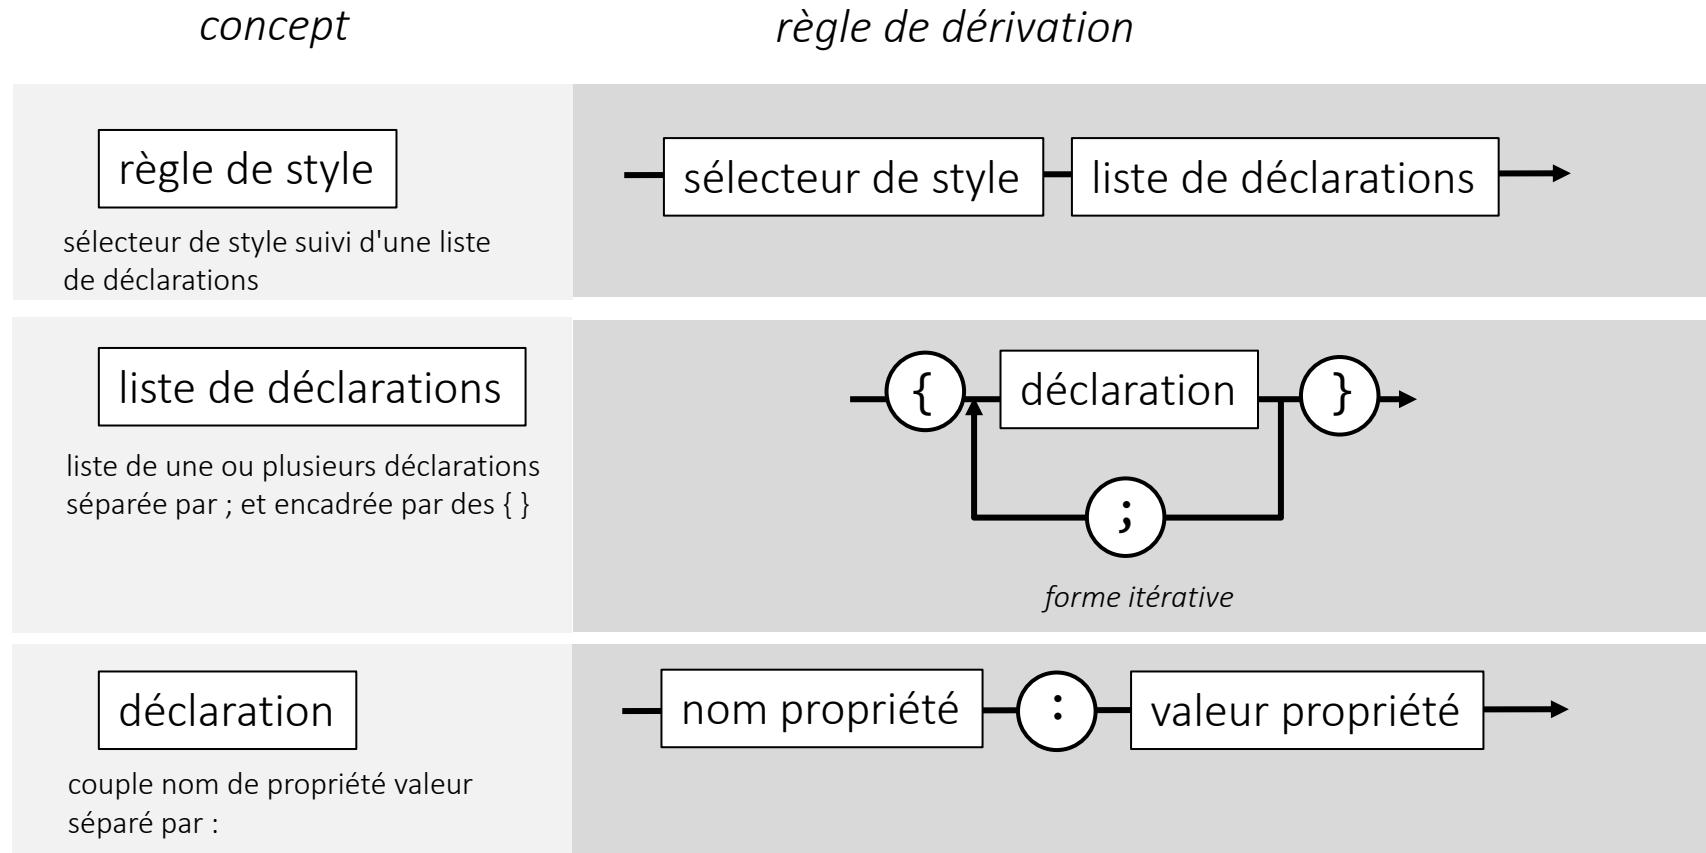 concept
règle de dérivation
règle de style
sélecteur de style suivi d'une liste
de déclarations
sélecteur de style
liste de déclarations
liste de déclarations
liste de une ou plusieurs déclarations
séparée par ; et encadrée par des { }
{
déclaration
}
;
forme itérative
déclaration
couple nom de propriété valeur
séparé par :
nom propriété
:
valeur propriété